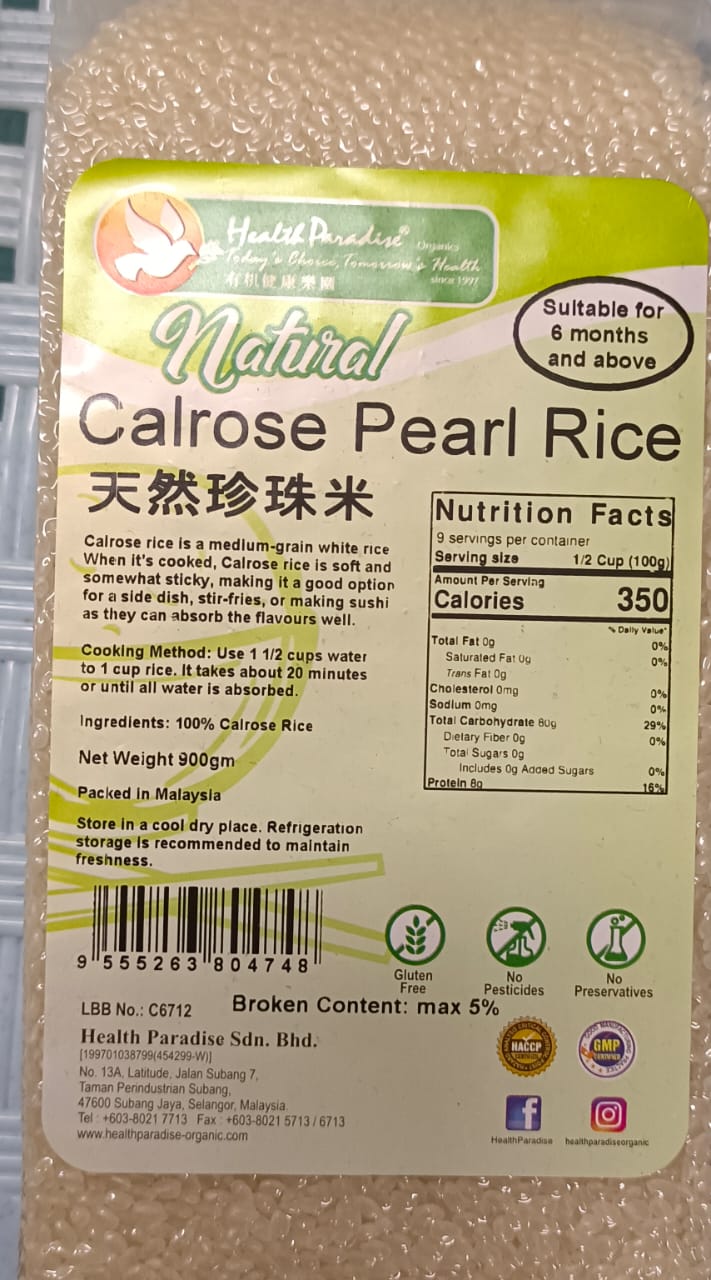 Health Paradise®
Organics
Today's Choice, Tomorrow's Health
有机健康樂園
since 1997
Natural
Suitable for
6 months
and above
Calrose Pearl Rice
天然珍珠米
Calrose rice is a medium-grain white rice
When it's cooked, Calrose rice is soft and
somewhat sticky, making it a good option
for a side dish, stir-fries, or making sushi
as they can absorb the flavours well.
Cooking Method: Use 1 1/2 cups water
to 1 cup rice. It takes about 20 minutes
or until all water is absorbed.
Ingredients: 100% Calrose Rice
Net Weight 900gm
Packed in Malaysia
Store in a cool dry place. Refrigeration
storage is recommended to maintain
freshness.
Nutrition Facts
9 servings per container
Serving size 1/2 Cup (100g)
Amount Per Serving
Calories 350
% Daily Value*
Total Fat 0g 0%
Saturated Fat 0g 0%
Trans Fat 0g
Cholesterol 0mg 0%
Sodium 0mg 0%
Total Carbohydrate 80g 29%
Dietary Fiber 0g 0%
Total Sugars 0g
Includes 0g Added Sugars 0%
Protein 8g 16%
9 555263 804748
Gluten
Free
No
Pesticides
No
Preservatives
LBB No.: C6712
Broken Content: max 5%
Health Paradise Sdn. Bhd.
[199701038799(454299-W)]
No. 13A, Latitude, Jalan Subang 7,
Taman Perindustrian Subang,
47600 Subang Jaya, Selangor, Malaysia.
Tel : +603-8021 7713 Fax : +603-8021 5713 / 6713
www.healthparadise-organic.com
HACCP
CERTIFIED
GMP
CERTIFIED
HealthParadise
healthparadiseorganic